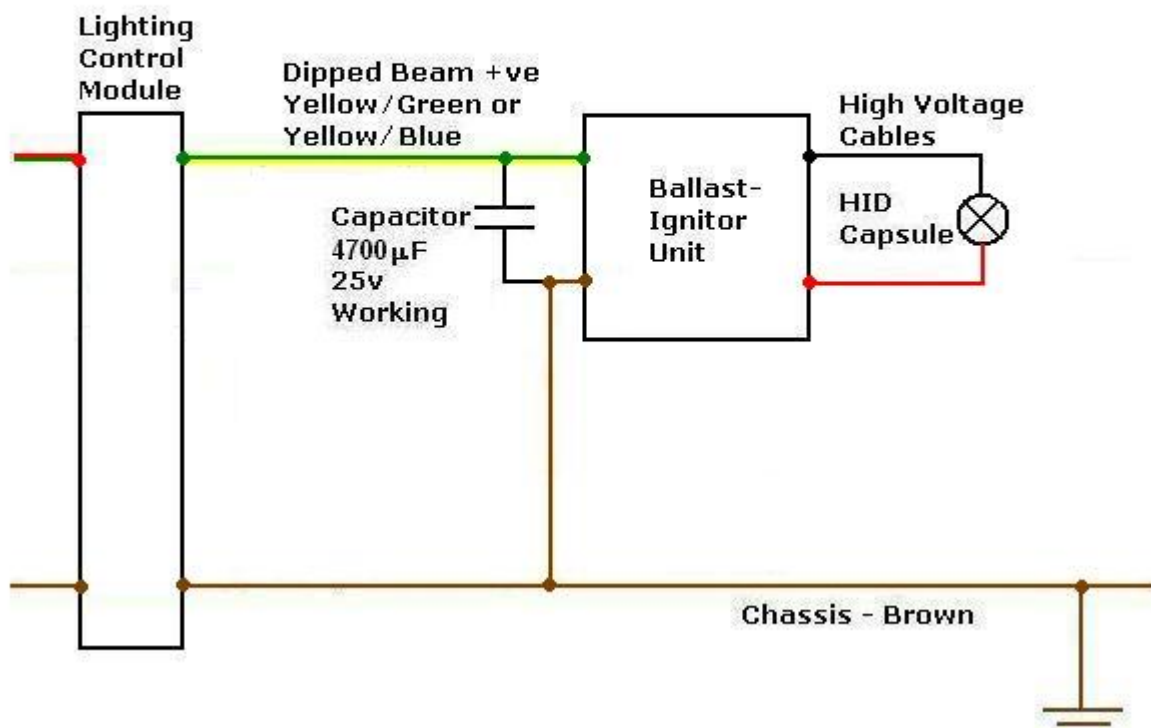 Lighting
Control
Module
Dipped Beam +ve
Yellow/Green or
Yellow/Blue
High Voltage
Cables
Capacitor
4700μF
25v
Working
Ballast-
Ignitor
Unit
HID
Capsule
Chassis - Brown